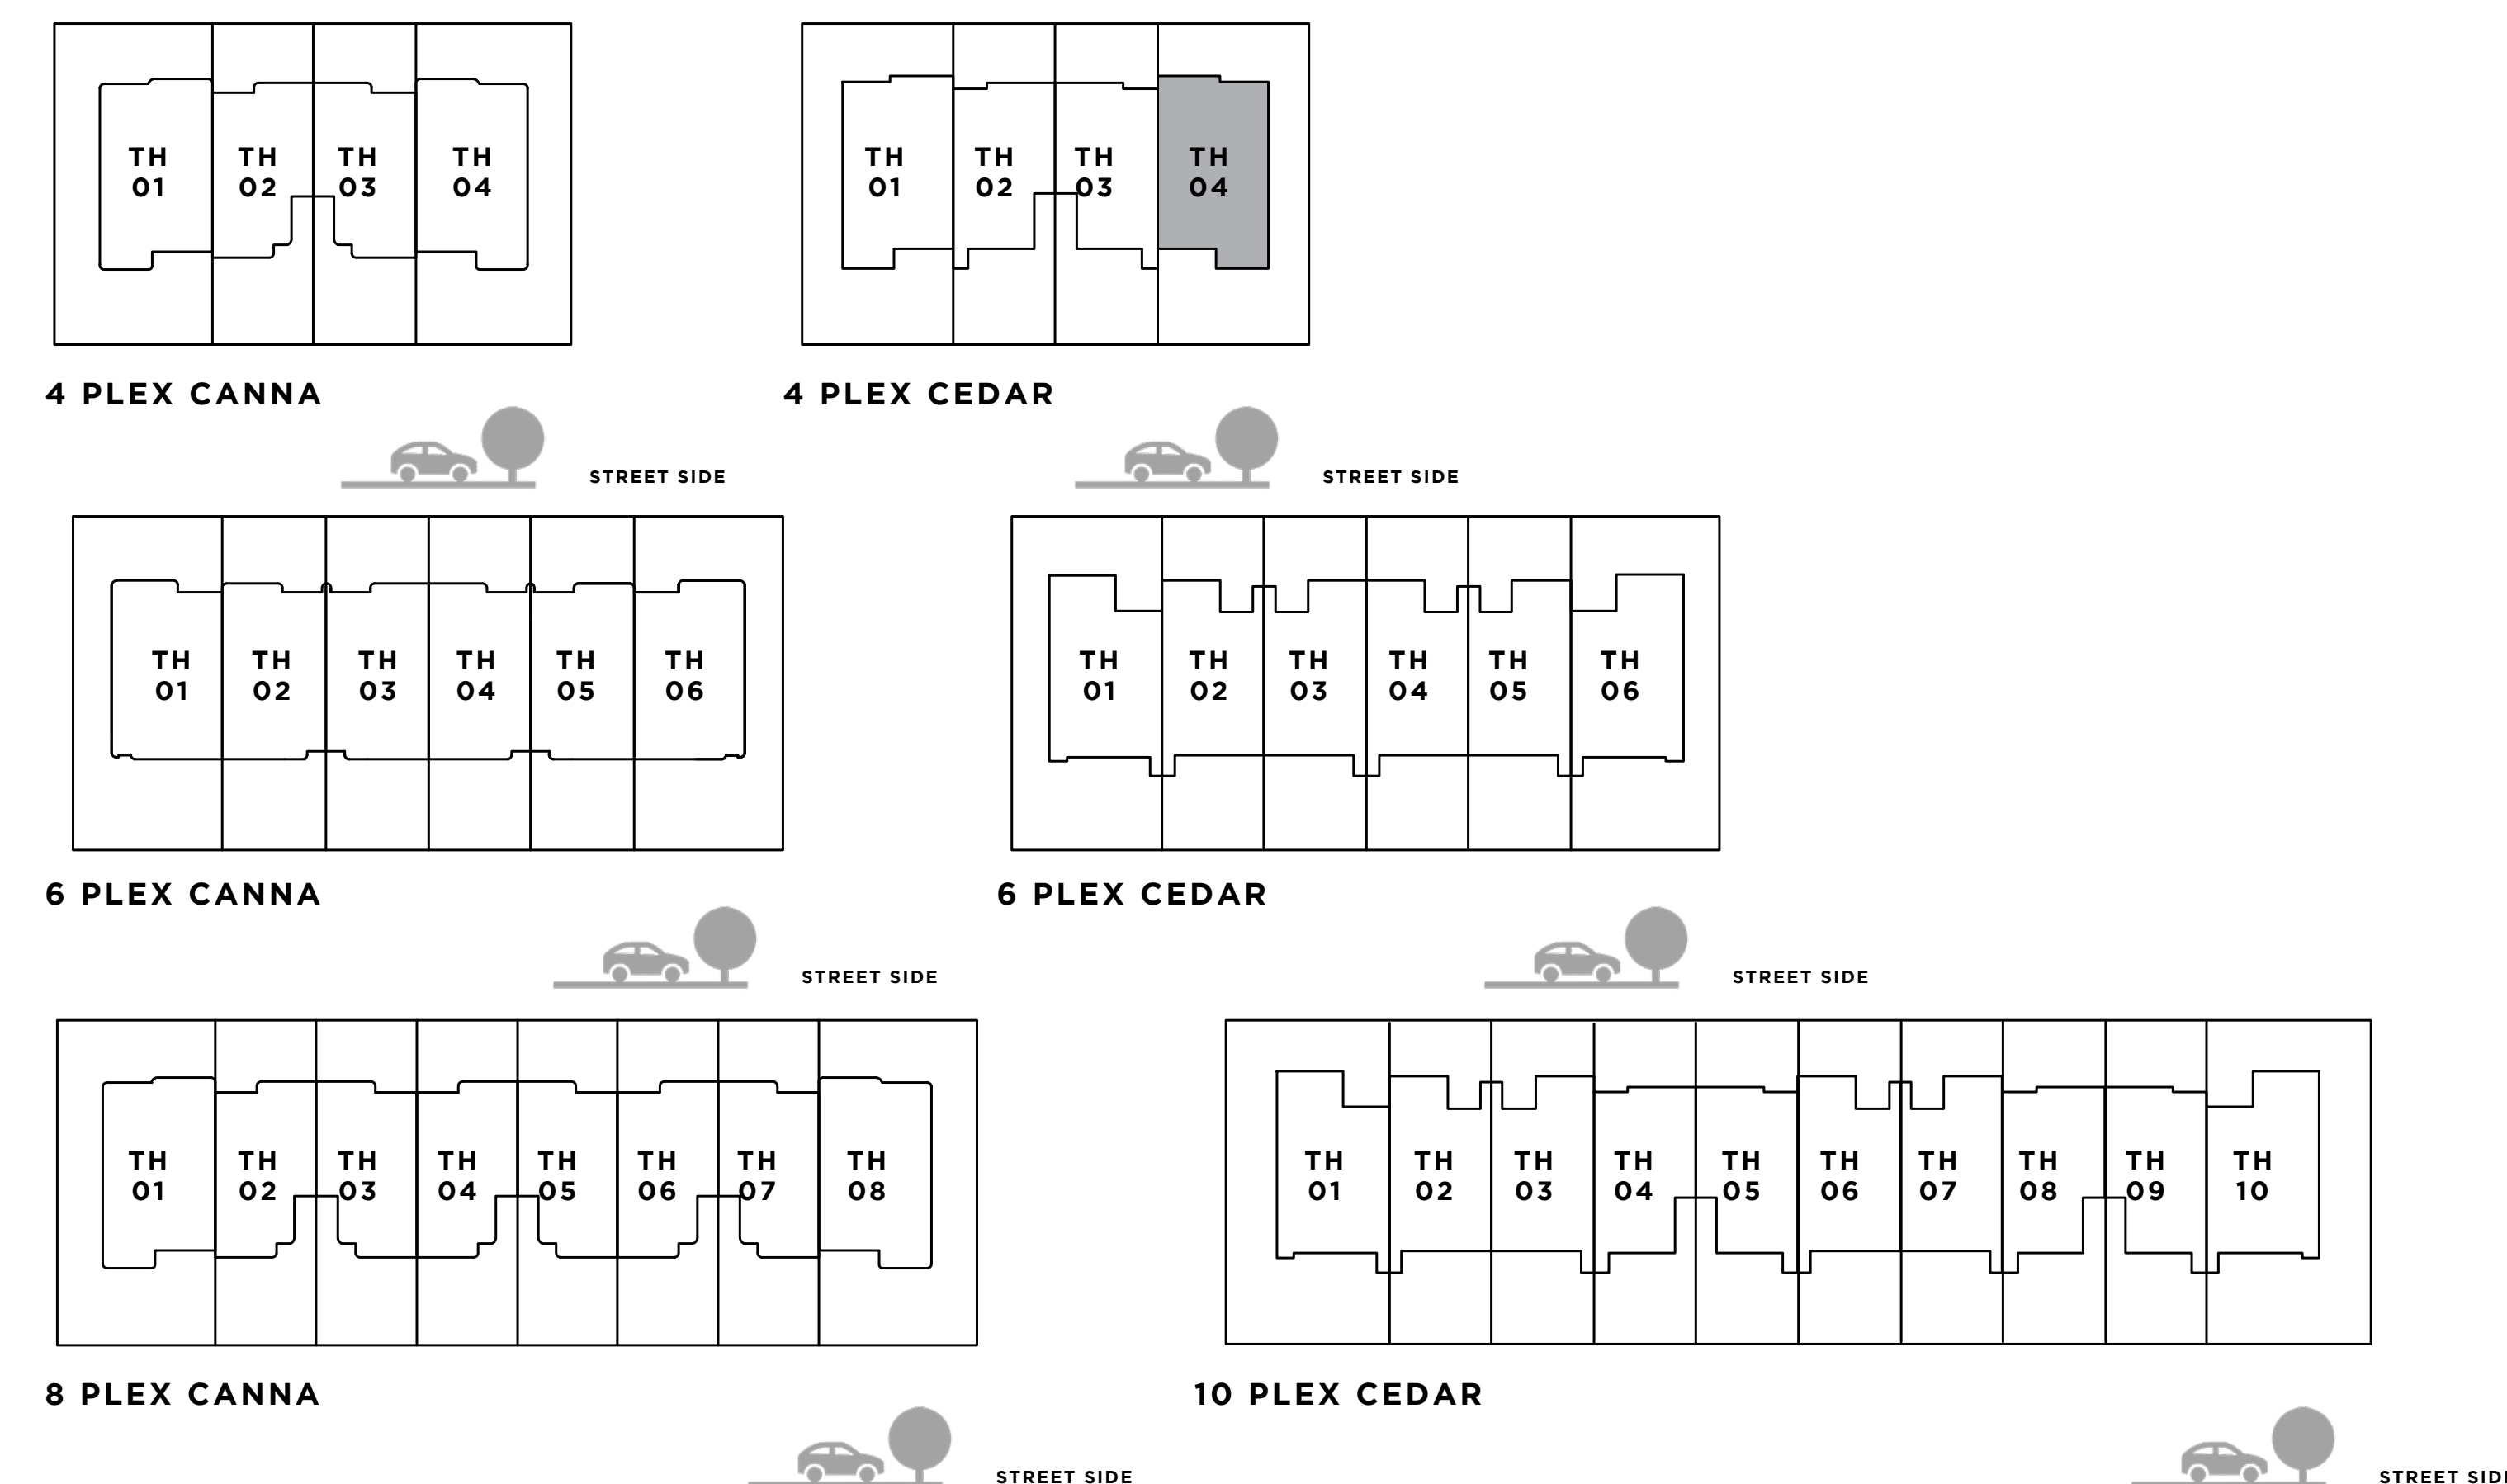 TH TH TH TH
01 02 03 04
4 PLEX CANNA
STREET SIDE
TH TH TH TH
01 02 03 04
4 PLEX CEDAR
STREET SIDE
TH TH TH TH TH TH
01 02 03 04 05 06
6 PLEX CANNA
STREET SIDE
TH TH TH TH TH TH
01 02 03 04 05 06
6 PLEX CEDAR
STREET SIDE
TH TH TH TH TH TH TH TH
01 02 03 04 05 06 07 08
8 PLEX CANNA
STREET SIDE
TH TH TH TH TH TH TH TH TH TH
01 02 03 04 05 06 07 08 09 10
10 PLEX CEDAR
STREET SIDE